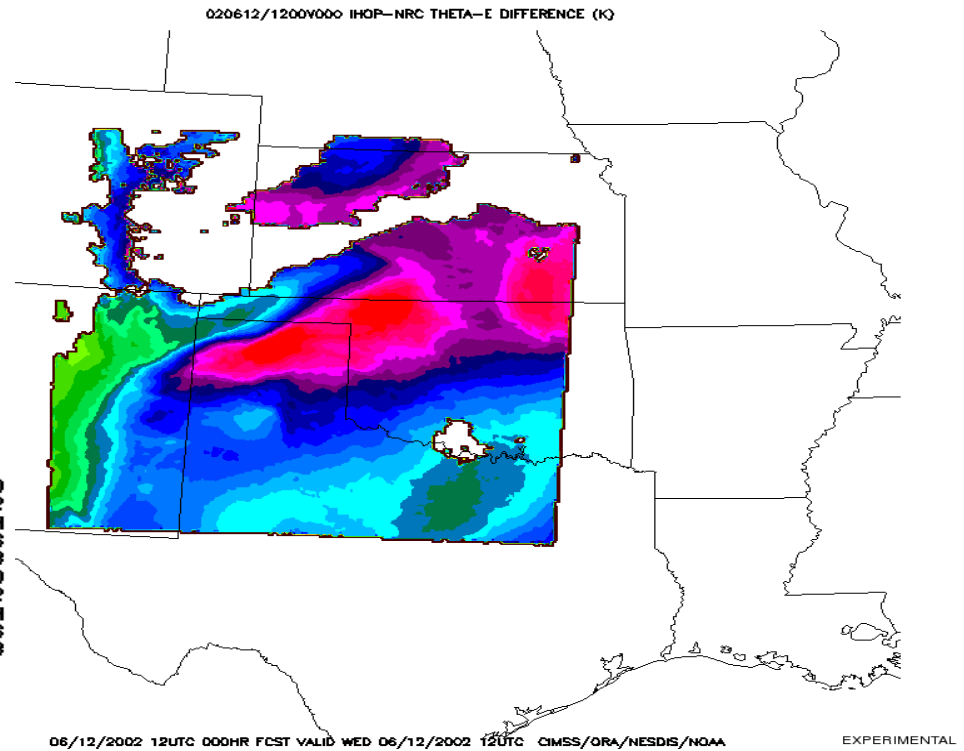 020612/1200V000 IHOP-NRC THETA-E DIFFERENCE (K)
06/12/2002 12UTC 000HR FCST VALID WED 06/12/2002 12UTC CIMSS/ORA/NESDIS/NOAA
EXPERIMENTAL